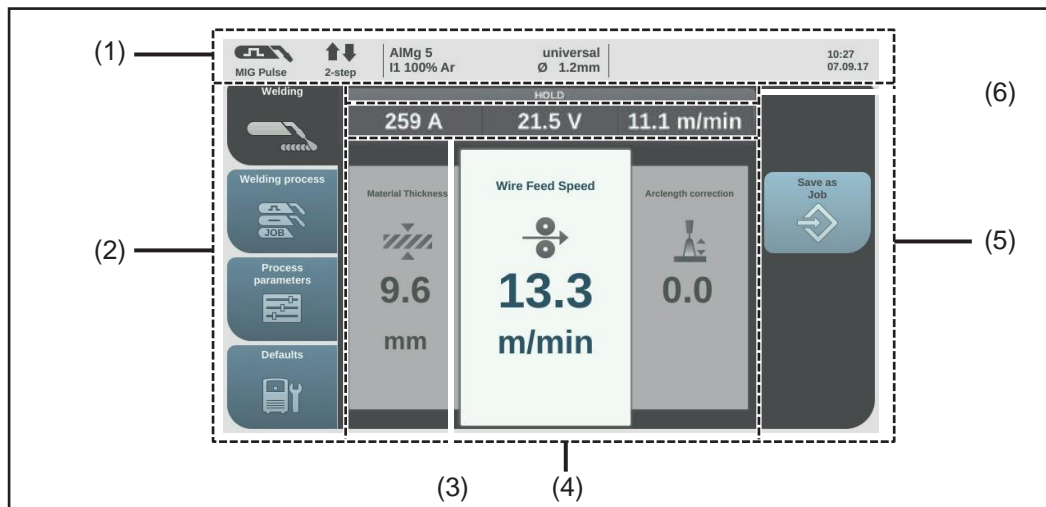 (1)
MIG Pulse
2-step
AlMg 5 universal
I1 100% Ar Ø 1.2mm
10:27
07.09.17
(6)
Welding
HOLD
259 A 21.5 V 11.1 m/min
Welding process
JOB
Material Thickness
Wire Feed Speed
Arclength correction
Save as
Job
(2)
(5)
Process
parameters
9.6
mm
13.3
m/min
0.0
Defaults
(3)
(4)